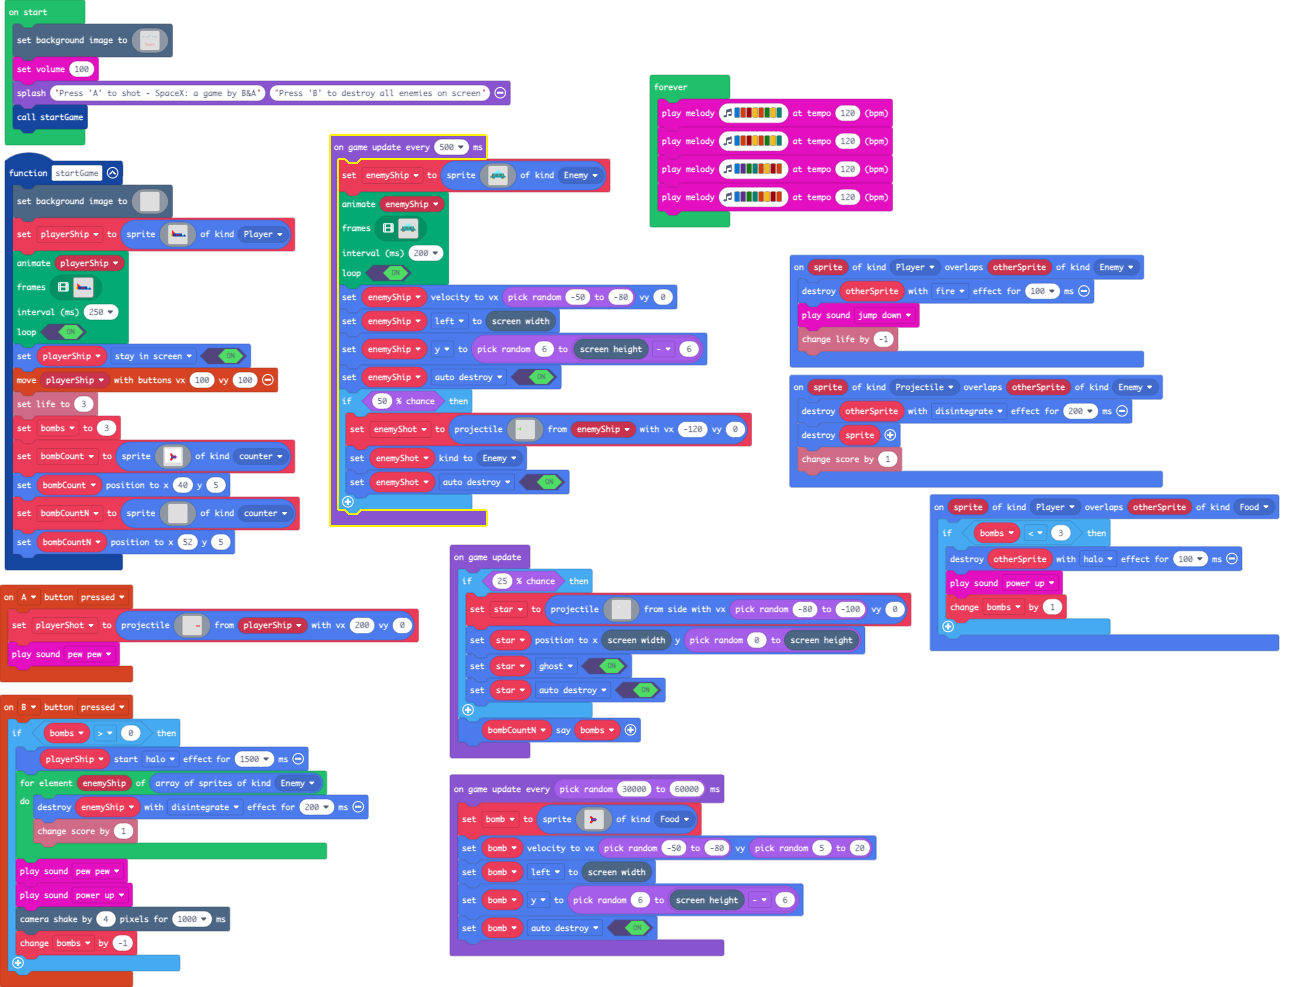 on start
set background image to
set volume 100
splash "Press 'A' to shot - SpaceX: a game by B&A" "Press 'B' to destroy all enemies on screen"
call startGame
function startGame
set background image to
set playerShip to sprite of kind Player
animate playerShip
frames
interval (ms) 250
loop ON
set playerShip stay in screen ON
move playerShip with buttons vx 100 vy 100
set life to 3
set bombs to 3
set bombCount to sprite of kind counter
set bombCount position to x 40 y 5
set bombCountN to sprite of kind counter
set bombCountN position to x 52 y 5
on A button pressed
set playerShot to projectile from playerShip with vx 200 vy 0
play sound pew pew
on B button pressed
if bombs > 0 then
playerShip start halo effect for 1500 ms
for element enemyShip of array of sprites of kind Enemy
do destroy enemyShip with disintegrate effect for 200 ms
change score by 1
play sound pew pew
play sound power up
camera shake by 4 pixels for 1000 ms
change bombs by -1
on game update every 500 ms
set enemyShip to sprite of kind Enemy
animate enemyShip
frames
interval (ms) 200
loop ON
set enemyShip velocity to vx pick random -50 to -80 vy 0
set enemyShip left to screen width
set enemyShip y to pick random 6 to screen height - 6
set enemyShip auto destroy ON
if 50 % chance then
set enemyShot to projectile from enemyShip with vx -120 vy 0
set enemyShot kind to Enemy
set enemyShot auto destroy ON
on game update
if 25 % chance then
set star to projectile from side with vx pick random -80 to -100 vy 0
set star position to x screen width y pick random 0 to screen height
set star ghost ON
set star auto destroy ON
bombCountN say bombs
on game update every pick random 30000 to 60000 ms
set bomb to sprite of kind Food
set bomb velocity to vx pick random -50 to -80 vy pick random 5 to 20
set bomb left to screen width
set bomb y to pick random 6 to screen height - 6
set bomb auto destroy ON
forever
play melody at tempo 120 (bpm)
play melody at tempo 120 (bpm)
play melody at tempo 120 (bpm)
play melody at tempo 120 (bpm)
on sprite of kind Player overlaps otherSprite of kind Enemy
destroy otherSprite with fire effect for 100 ms
play sound jump down
change life by -1
on sprite of kind Projectile overlaps otherSprite of kind Enemy
destroy otherSprite with disintegrate effect for 200 ms
destroy sprite
change score by 1
on sprite of kind Player overlaps otherSprite of kind Food
if bombs < 3 then
destroy otherSprite with halo effect for 100 ms
play sound power up
change bombs by 1